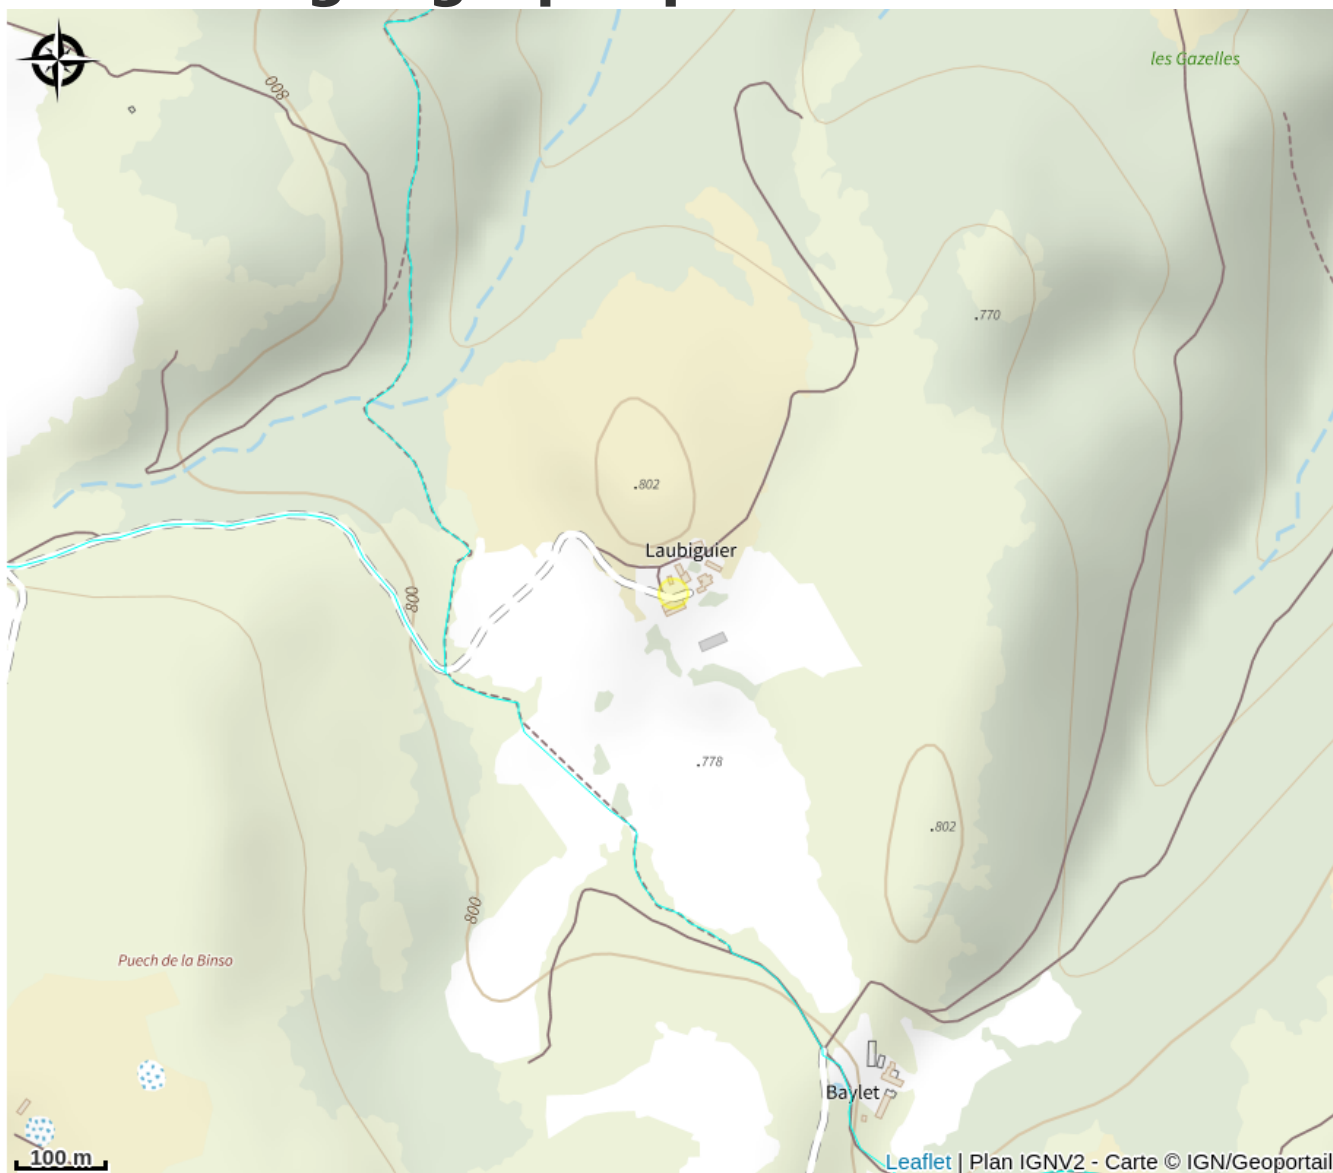 les Gazelles
800
.770
.802
Laubiguier
800
.778
.802
800
Puech de la Binso
Baylet
100 m
Leaflet | Plan IGNV2 - Carte © IGN/Geoportail